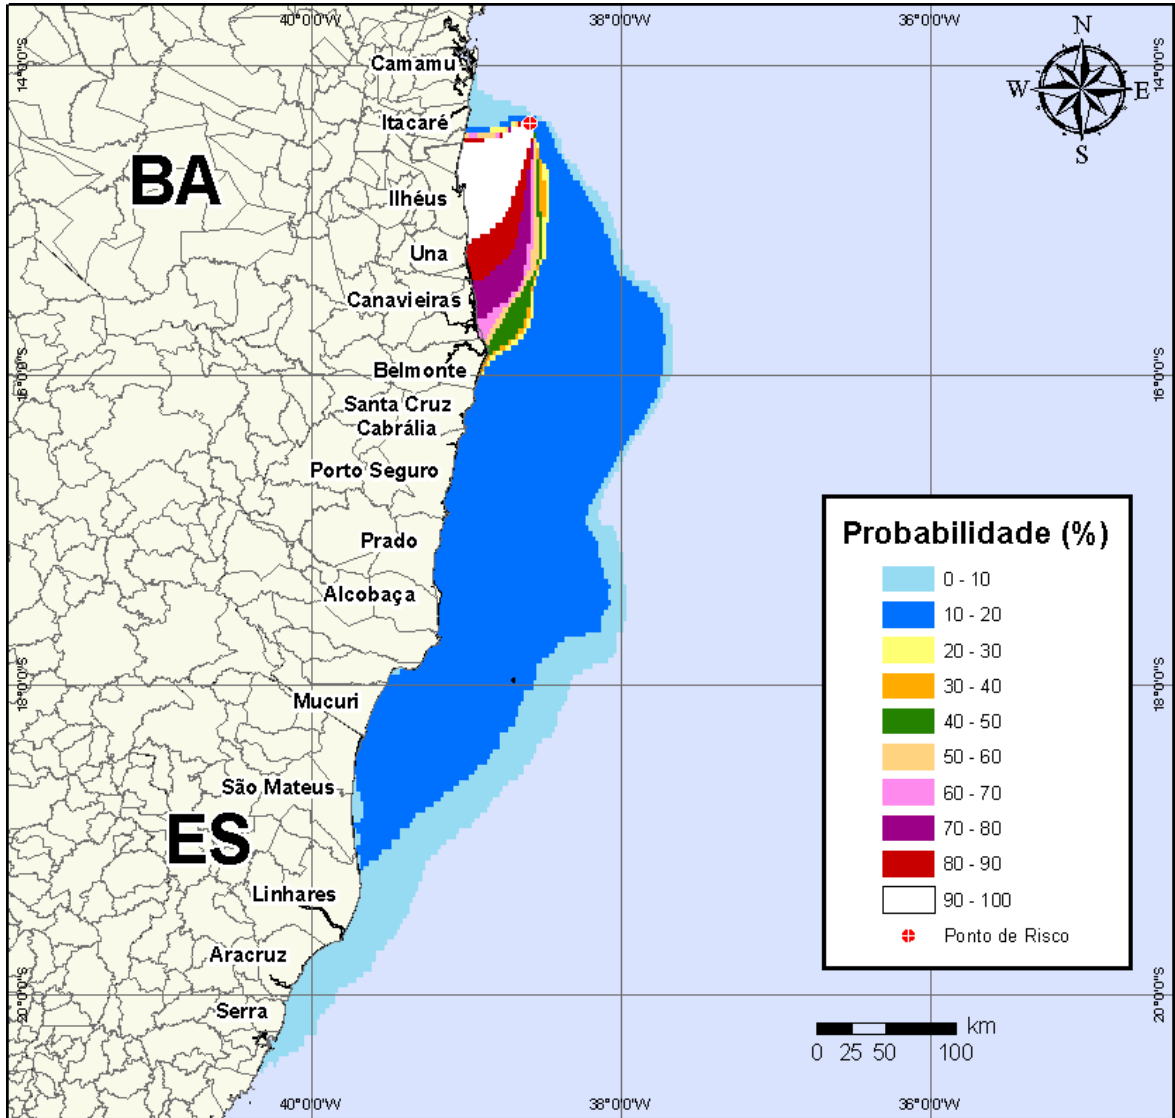 40°0'0"W 38°0'0"W 36°0'0"W
N
W E
S
14°0'0"S 14°0'0"S
Camamu
Itacaré
BA
Ilhéus
Una
Canavieiras
16°0'0"S 16°0'0"S
Belmonte
Santa Cruz
Cabrália
Porto Seguro
Prado
Alcobaça
18°0'0"S 18°0'0"S
Mucuri
São Mateus
ES
Linhares
Aracruz
20°0'0"S 20°0'0"S
Serra
Probabilidade (%)
0 - 10
10 - 20
20 - 30
30 - 40
40 - 50
50 - 60
60 - 70
70 - 80
80 - 90
90 - 100
Ponto de Risco
km
0 25 50 100
40°0'0"W 38°0'0"W 36°0'0"W